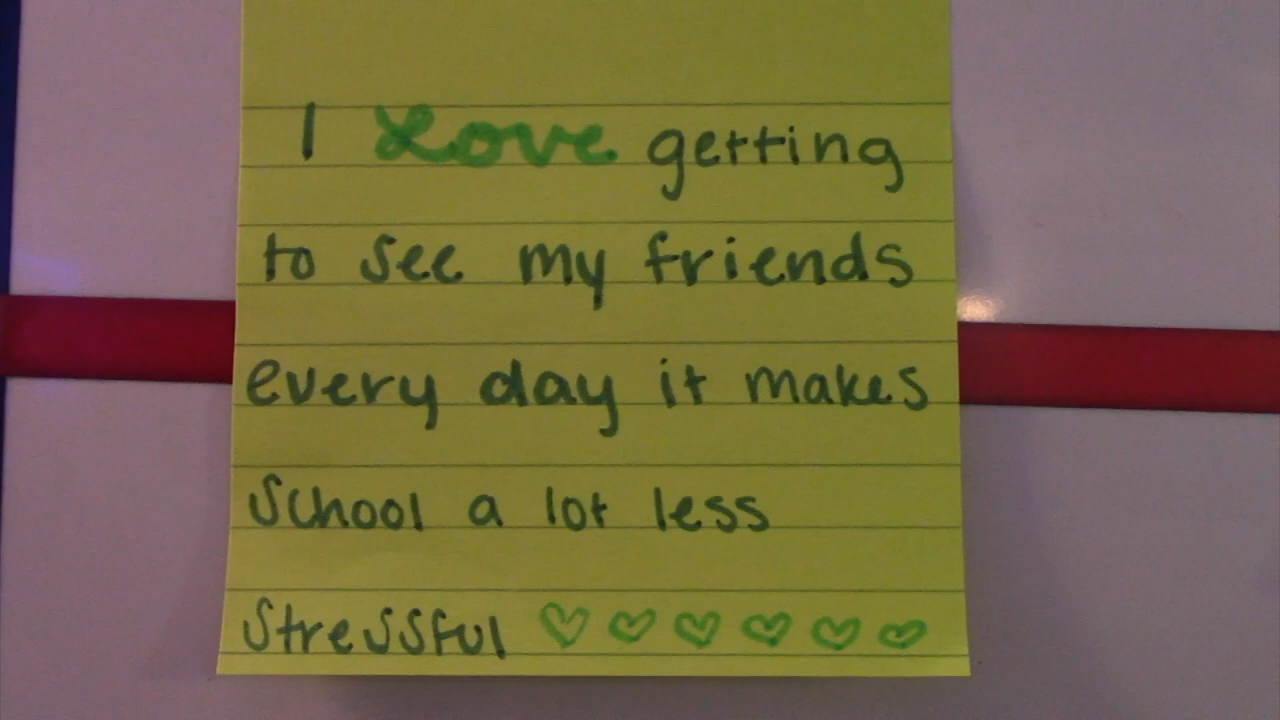 I Love getting
to see my friends
every day it makes
School a lot less
Stressful ♡ ♡ ♡ ♡ ♡ ♡